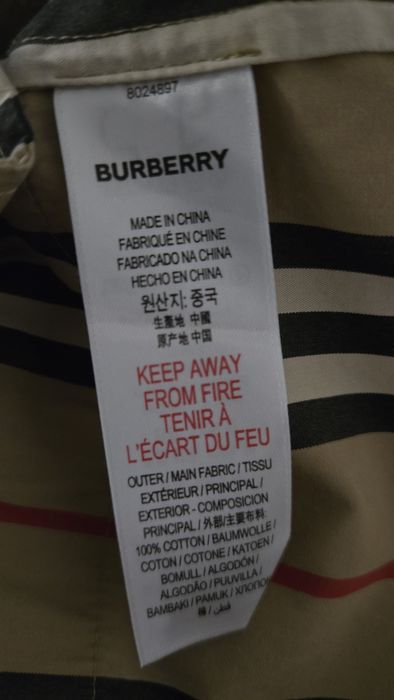 8024897
BURBERRY
MADE IN CHINA
FABRIQUÉ EN CHINE
FABRICADO NA CHINA
HECHO EN CHINA
원산지: 중국
生產地 中國
原产地 中国
KEEP AWAY
FROM FIRE
TENIR À
L'ÉCART DU FEU
OUTER / MAIN FABRIC / TISSU
EXTÉRIEUR / PRINCIPAL /
EXTERIOR - COMPOSICION
PRINCIPAL / 外部/主要布料:
100% COTTON / BAUMWOLLE /
COTON / COTONE / KATOEN /
BOMULL / ALGODÓN /
ALGODÃO / PUUVILLA /
BAMBAKI / PAMUK / ХЛОПОК
棉 / قطن /